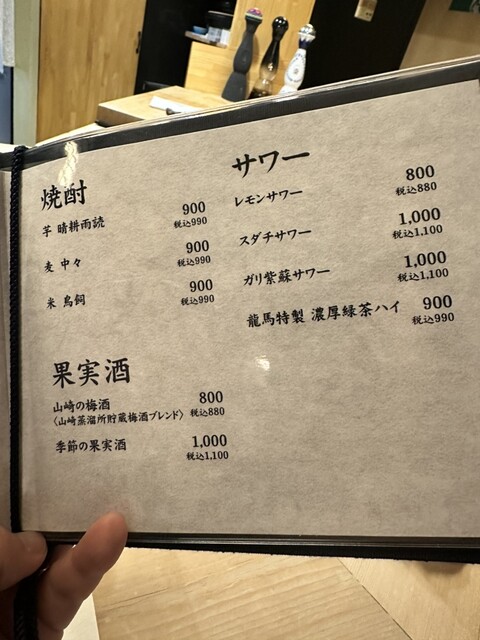 焼酎
芋 晴耕雨読 900
税込990
麦 中々 900
税込990
米 鳥飼 900
税込990
果実酒
山崎の梅酒 800
〈山崎蒸溜所貯蔵梅酒ブレンド〉 税込880
季節の果実酒 1,000
税込1,100
サワー
レモンサワー 800
税込880
スダチサワー 1,000
税込1,100
ガリ紫蘇サワー 1,000
税込1,100
龍馬特製 濃厚緑茶ハイ 900
税込990